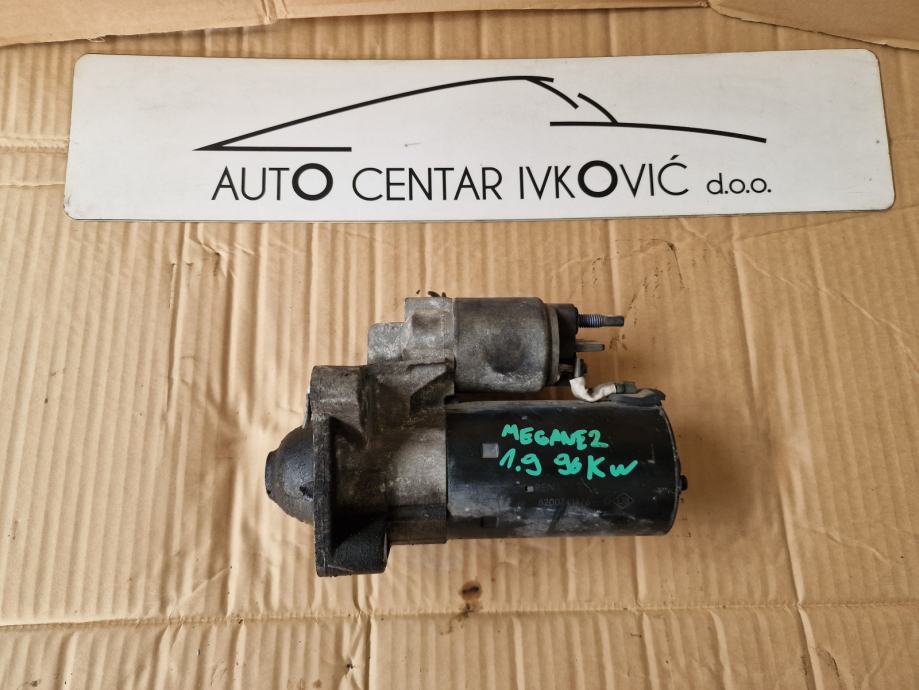 AUTO CENTAR IVKOVIĆ d.o.o.
MEGANE2
1.9 96Kw